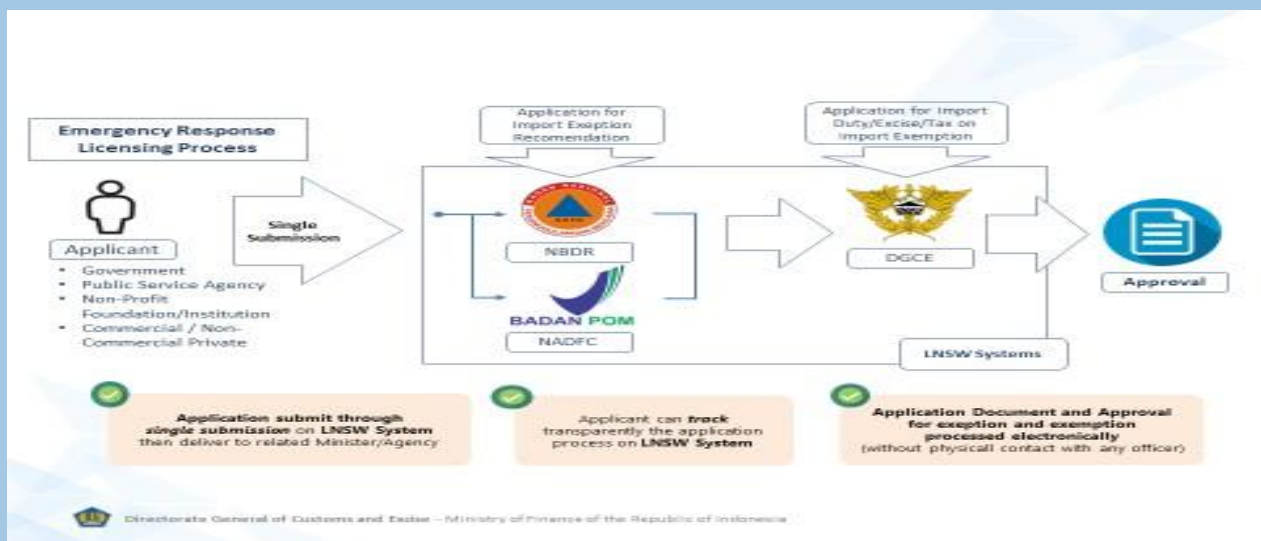 Emergency Response
Licensing Process
Applicant
• Government
• Public Service Agency
• Non-Profit
Foundation/Institution
• Commercial / Non-
Commercial Private
Single
Submission
Application for
Import Exeption
Recomendation
NBDR
BADAN POM
NADFC
Application for Import
Duty/Excise/Tax on
Import Exemption
DGCE
LNSW Systems
Approval
Application submit through
single submission on LNSW System
then deliver to related Minister/Agency
Applicant can track
transparently the application
process on LNSW System
Application Document and Approval
for exeption and exemption
processed electronically
(without physicall contact with any officer)
Directorate General of Customs and Excise – Ministry of Finance of the Republic of Indonesia